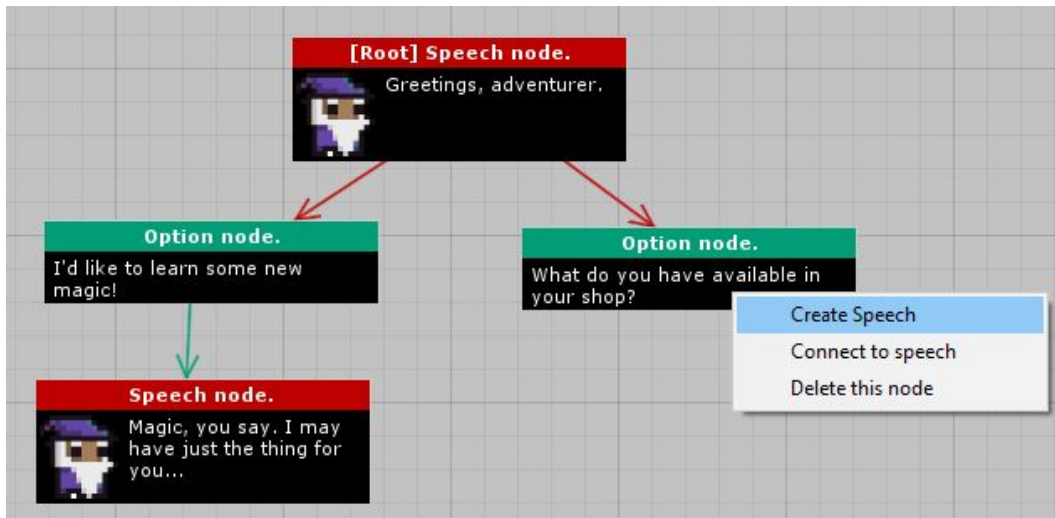 [Root] Speech node.
Greetings, adventurer.
Option node.
I'd like to learn some new
magic!
Option node.
What do you have available in
your shop?
Create Speech
Connect to speech
Delete this node
Speech node.
Magic, you say. I may
have just the thing for
you...